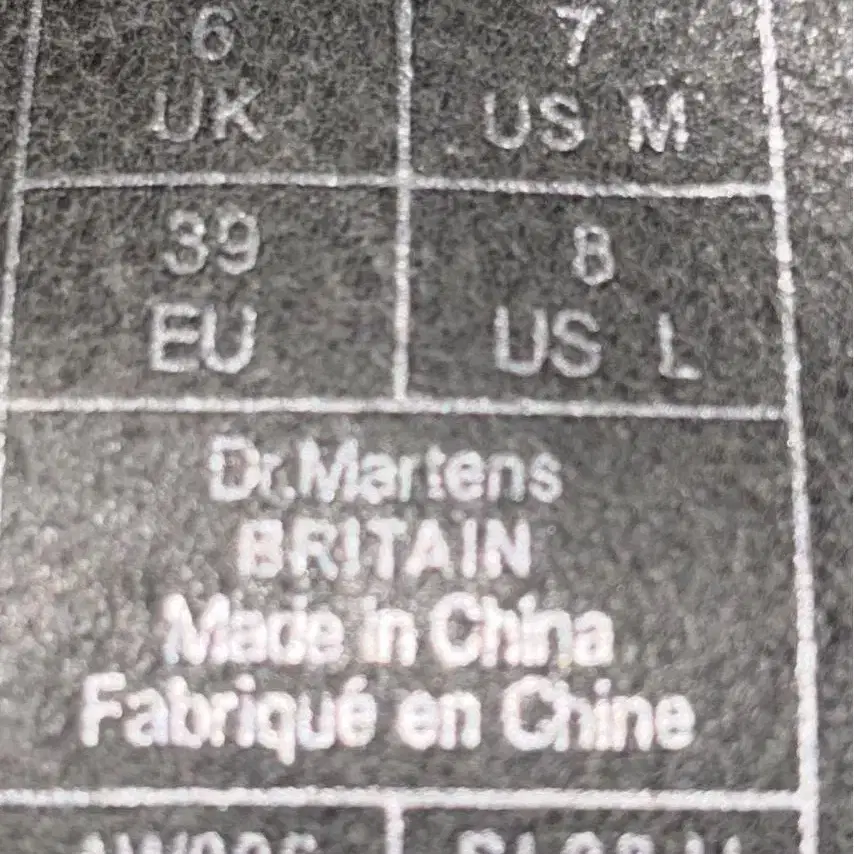 6 7
UK US M
39 8
EU US L
Dr.Martens
BRITAIN
Made in China
Fabriqué en Chine